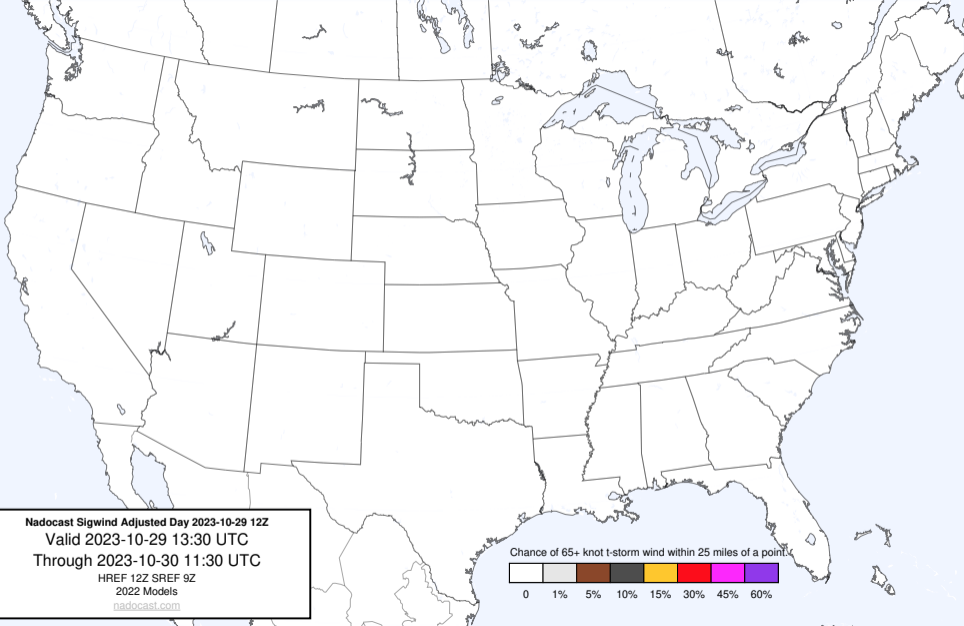 Nadocast Sigwind Adjusted Day 2023-10-29 12Z
Valid 2023-10-29 13:30 UTC
Through 2023-10-30 11:30 UTC
HREF 12Z SREF 9Z
2022 Models
nadocast.com
Chance of 65+ knot t-storm wind within 25 miles of a point.
0 1% 5% 10% 15% 30% 45% 60%